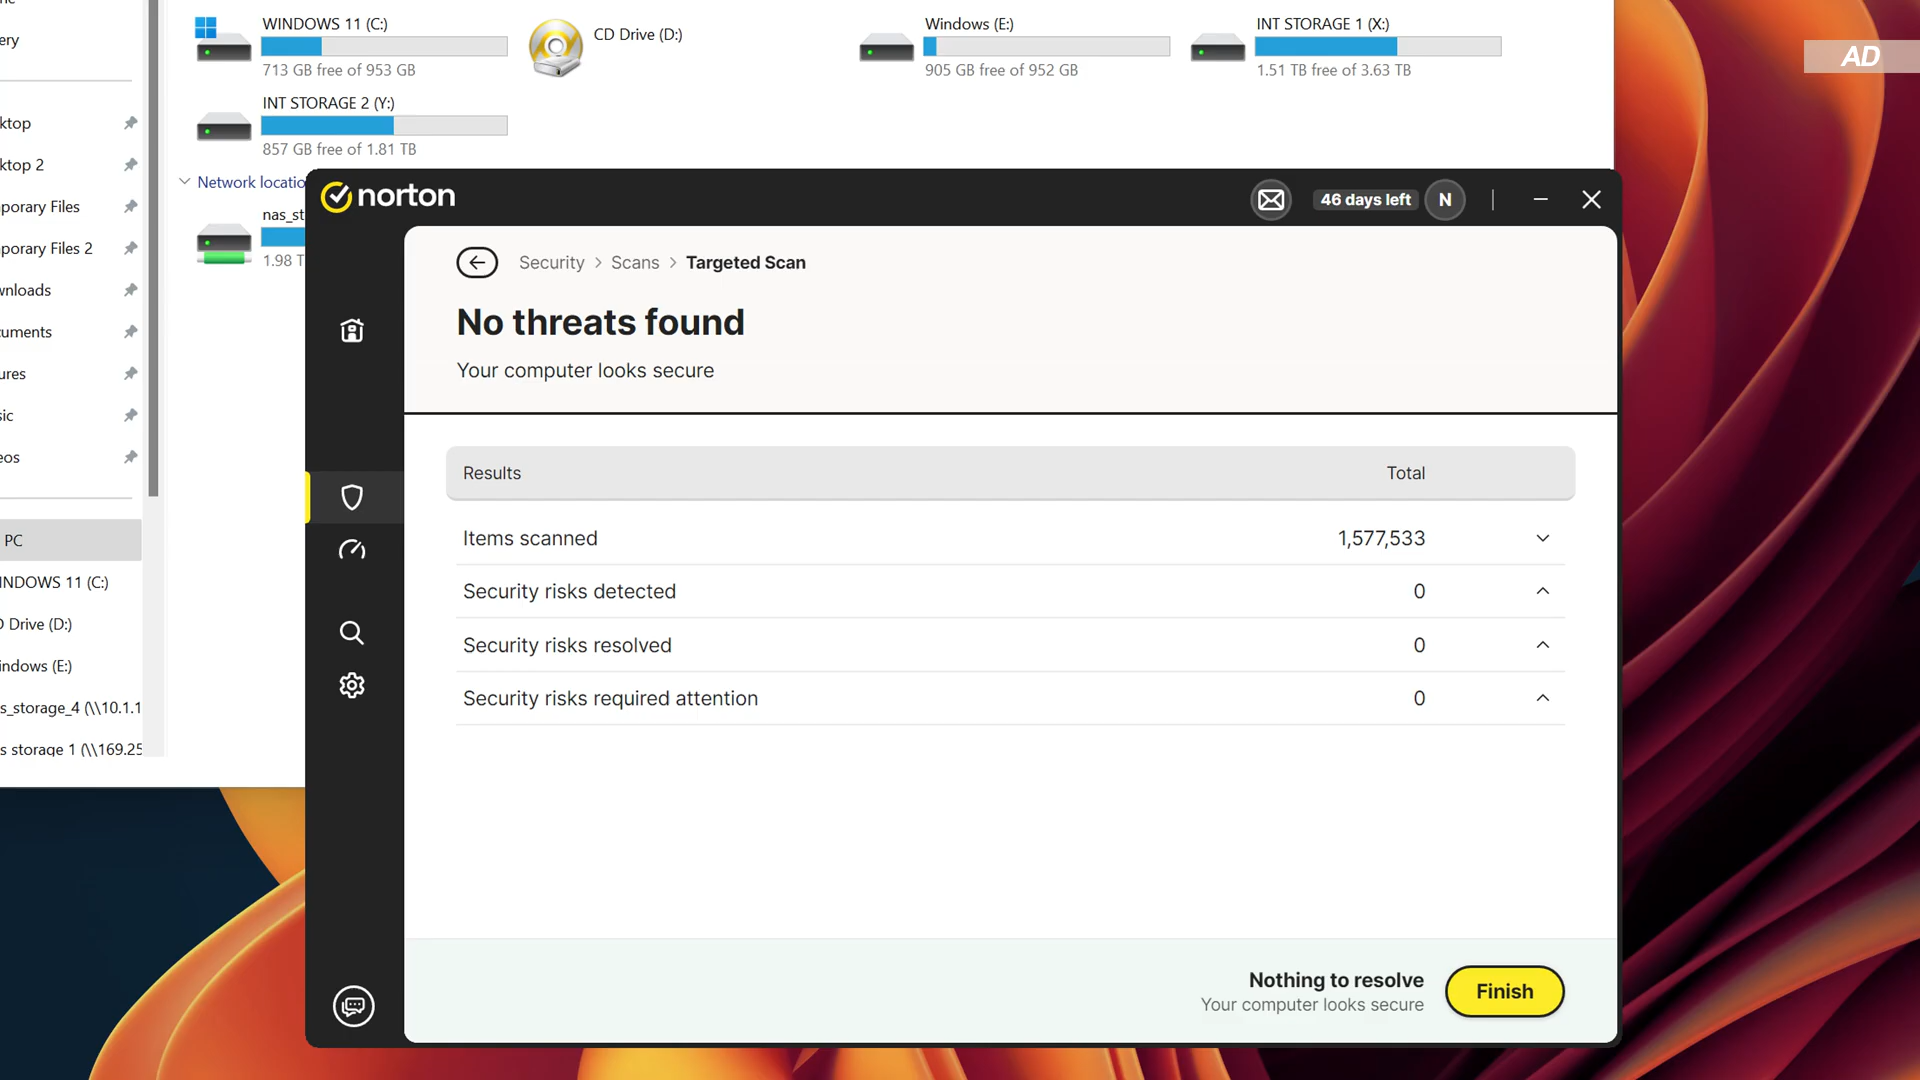 WINDOWS 11 (C:)
713 GB free of 953 GB
CD Drive (D:)
Windows (E:)
905 GB free of 952 GB
INT STORAGE 1 (X:)
1.51 TB free of 3.63 TB
AD
INT STORAGE 2 (Y:)
857 GB free of 1.81 TB
Network locatio
nas_st
1.98 T
ery
ktop
ktop 2
porary Files
porary Files 2
wnloads
uments
ures
sic
eos
PC
INDOWS 11 (C:)
D Drive (D:)
indows (E:)
s_storage_4 (\\10.1.1
s storage 1 (\\169.25
norton
46 days left
N
Security > Scans > Targeted Scan
No threats found
Your computer looks secure
Results Total
Items scanned 1,577,533
Security risks detected 0
Security risks resolved 0
Security risks required attention 0
Nothing to resolve
Your computer looks secure
Finish